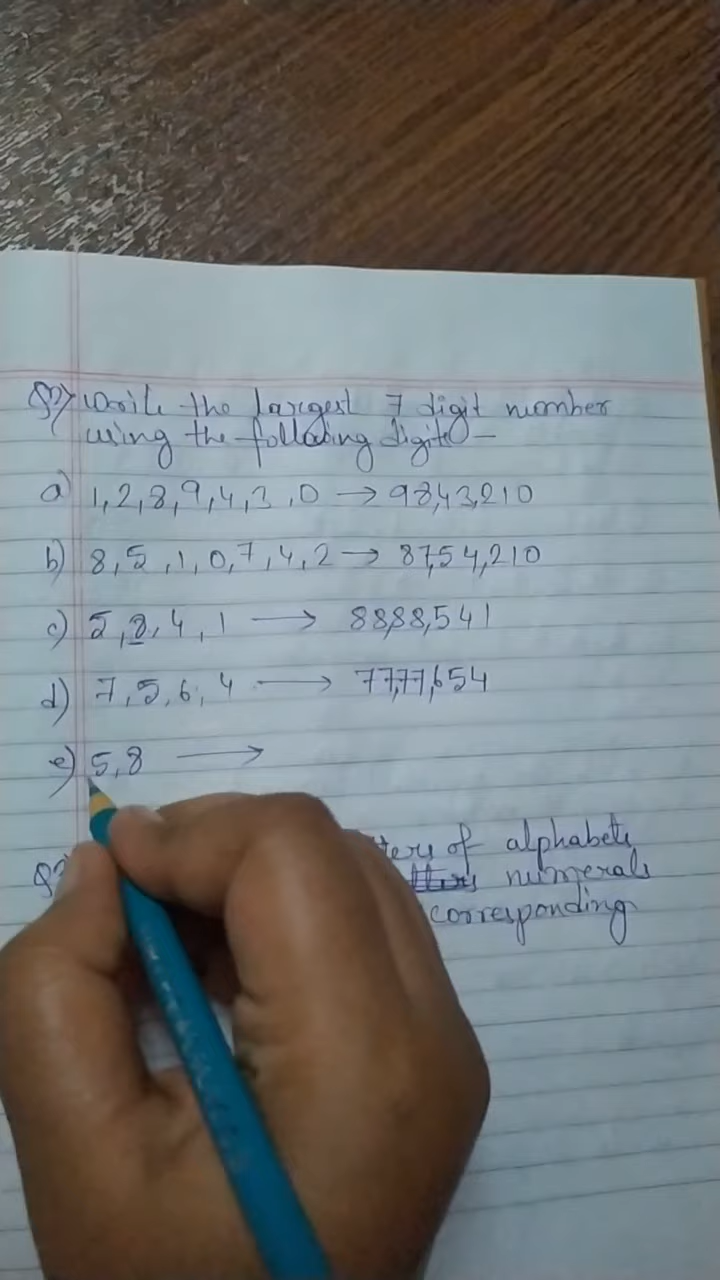 Q2) Write the largest 7 digit number
using the following digits -
a) 1,2,8,9,4,3,0 → 98,43,210
b) 8,5,1,0,7,4,2 → 87,54,210
c) 5,8,4,1 → 88,88,541
d) 7,5,6,4 → 77,77,654
e) 5,8 →
of alphabets
numerals
corresponding